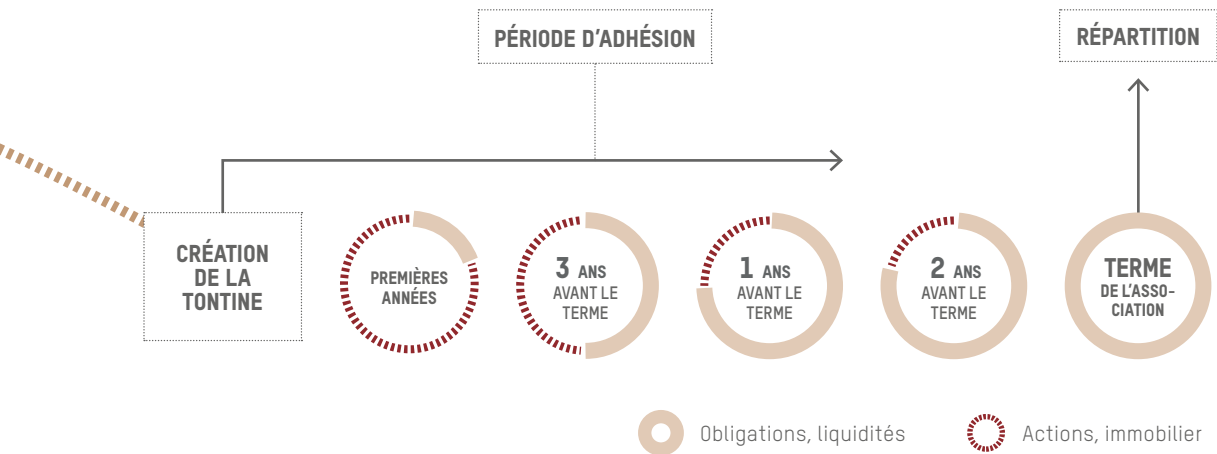 PÉRIODE D'ADHÉSION
RÉPARTITION
CRÉATION
DE LA
TONTINE
PREMIÈRES
ANNÉES
3 ANS
AVANT LE
TERME
1 ANS
AVANT LE
TERME
2 ANS
AVANT LE
TERME
TERME
DE L'ASSO-
CIATION
Obligations, liquidités
Actions, immobilier